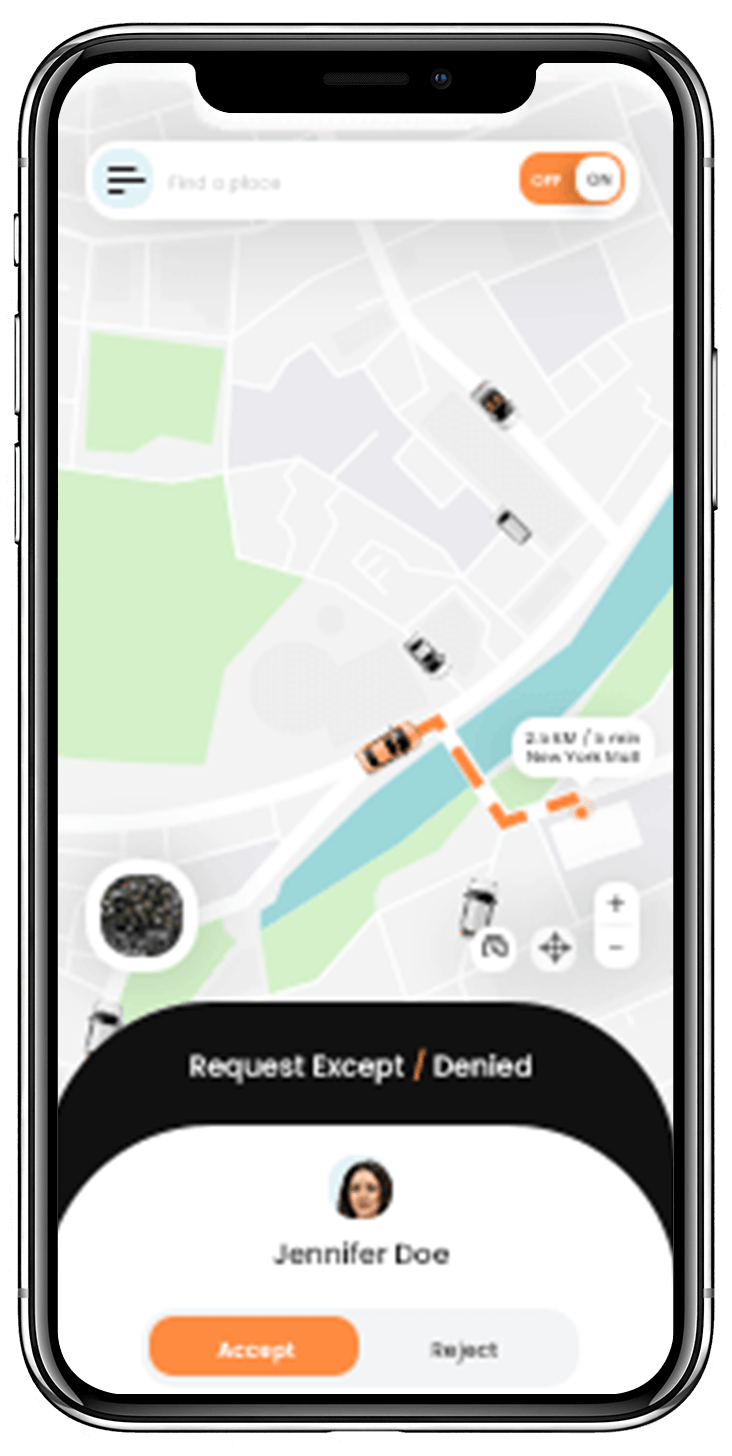 Find a place
OFF ON
2.5 KM / 5 min
New York Mall
+
-
Request Except / Denied
Jennifer Doe
Accept Reject